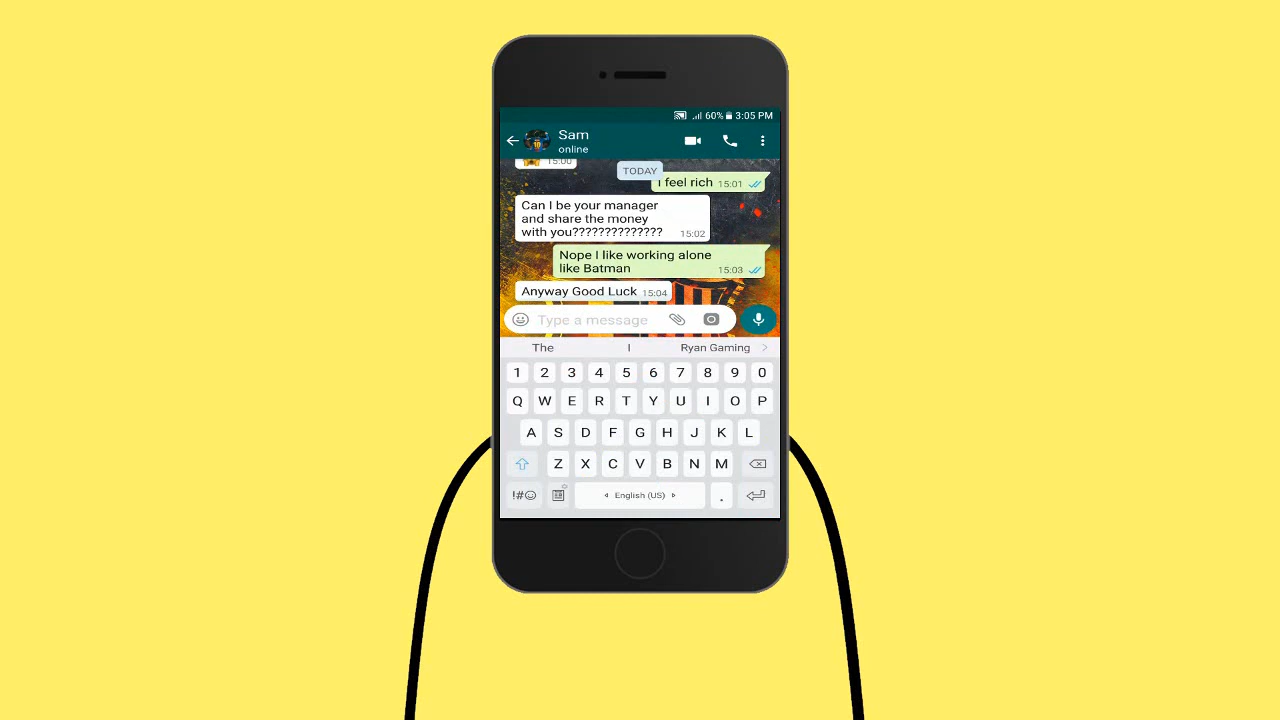 60% 3:05 PM
Sam
online
15:00
TODAY
I feel rich 15:01
Can I be your manager
and share the money
with you?????????????? 15:02
Nope I like working alone
like Batman 15:03
Anyway Good Luck 15:04
Type a message
The I Ryan Gaming
1 2 3 4 5 6 7 8 9 0
Q W E R T Y U I O P
A S D F G H J K L
Z X C V B N M
!#☺ English (US) .